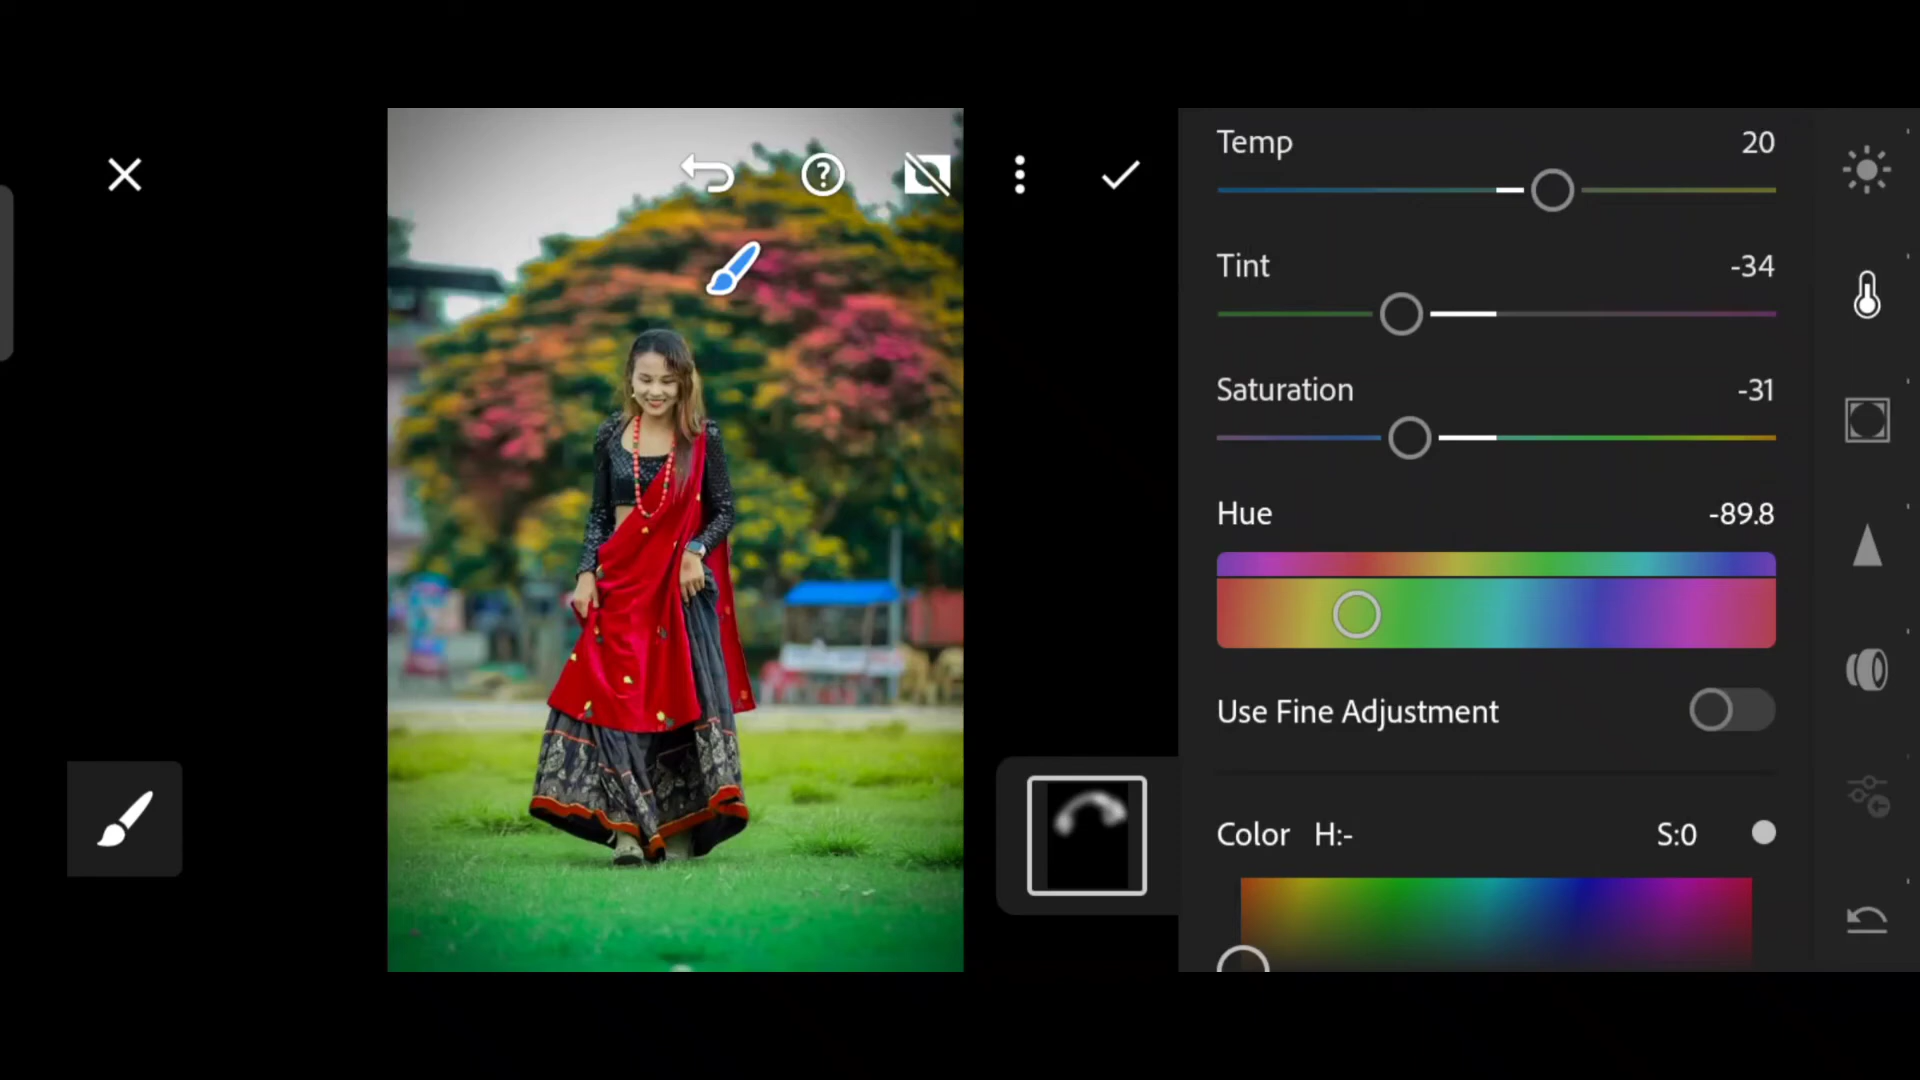 Temp 20
Tint -34
Saturation -31
Hue -89.8
Use Fine Adjustment
Color H:- S:0